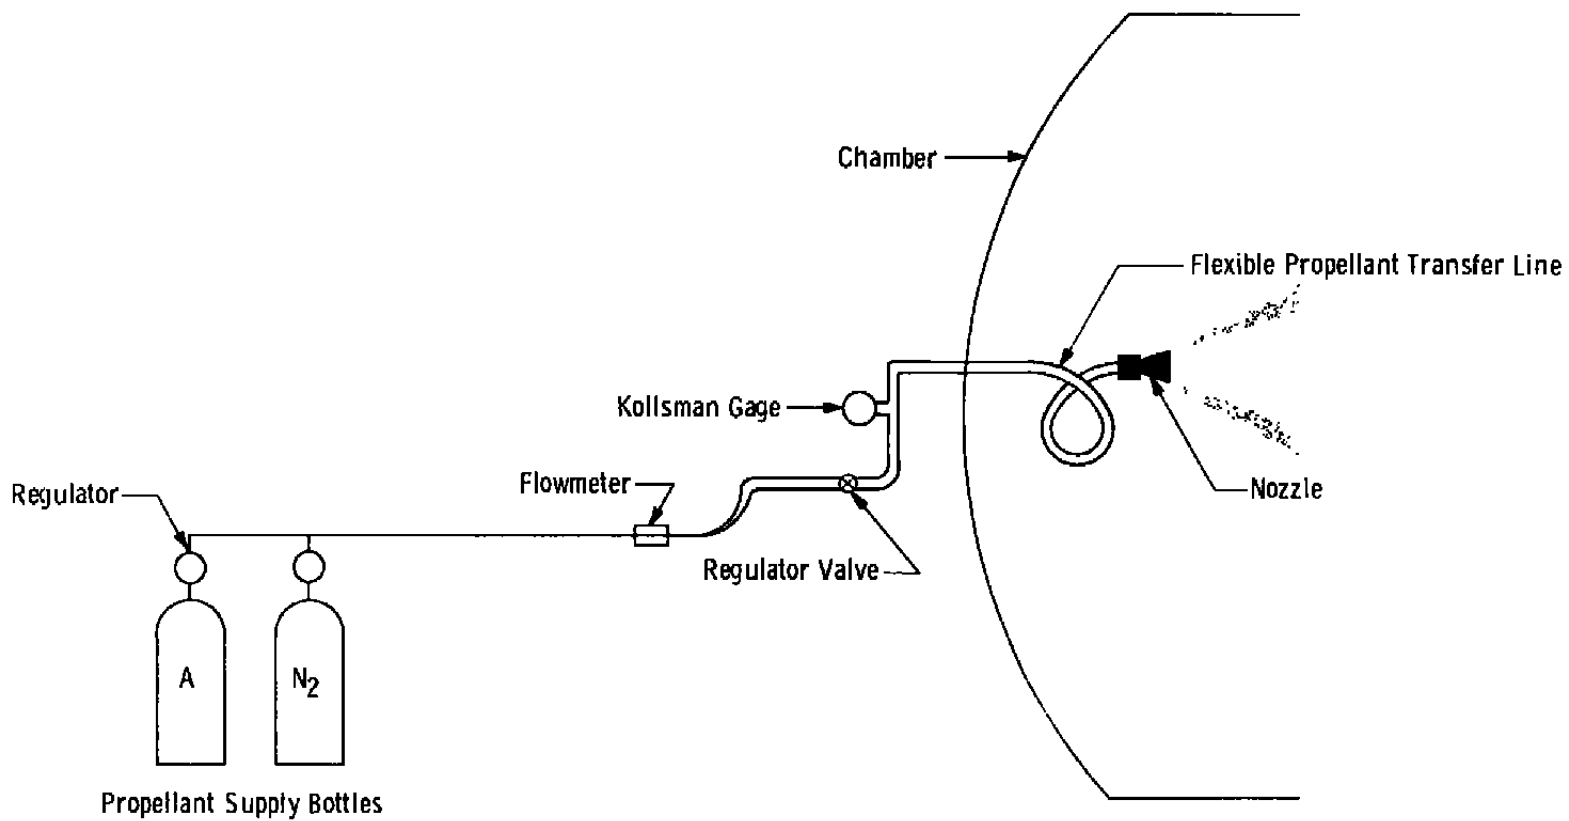 Chamber
Flexible Propellant Transfer Line
Kollsman Gage
Flowmeter
Nozzle
Regulator
Regulator Valve
A
N2
Propellant Supply Bottles